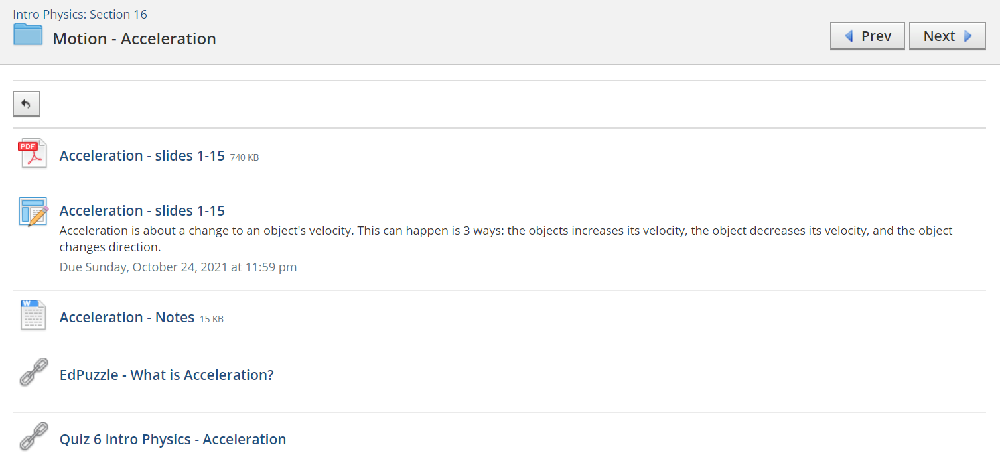 Intro Physics: Section 16
Motion - Acceleration
Prev
Next
PDF
Acceleration - slides 1-15 740 KB
Acceleration - slides 1-15
Acceleration is about a change to an object's velocity. This can happen is 3 ways: the objects increases its velocity, the object decreases its velocity, and the object
changes direction.
Due Sunday, October 24, 2021 at 11:59 pm
W
Acceleration - Notes 15 KB
EdPuzzle - What is Acceleration?
Quiz 6 Intro Physics - Acceleration